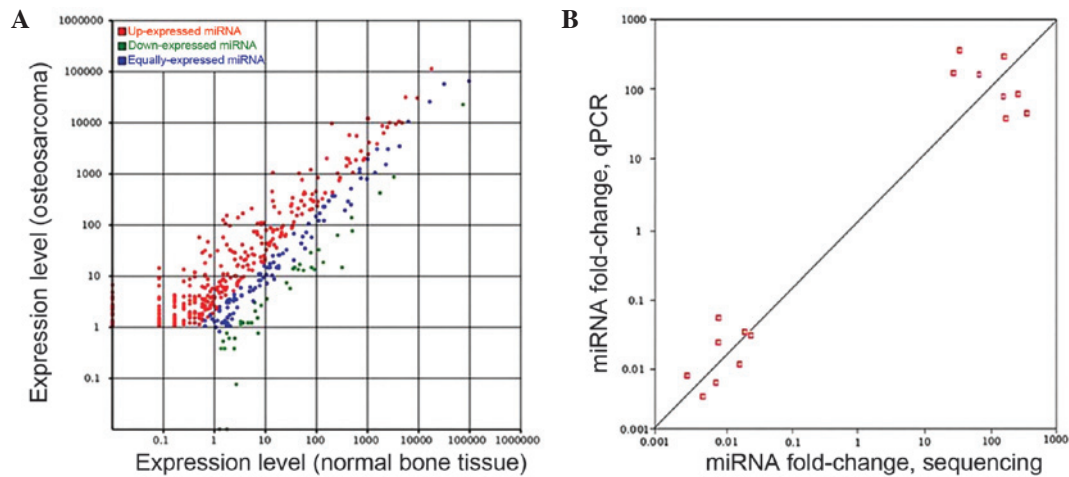 A
Up-expressed miRNA
Down-expressed miRNA
Equally-expressed miRNA
Expression level (osteosarcoma)
1000000
100000
10000
1000
100
10
1
0.1
0.1 1 10 100 1000 10000 100000 1000000 10000000
Expression level (normal bone tissue)
B
miRNA fold-change, qPCR
1000
100
10
1
0.1
0.01
0.001
0.001 0.01 0.1 1 10 100 1000
miRNA fold-change, sequencing